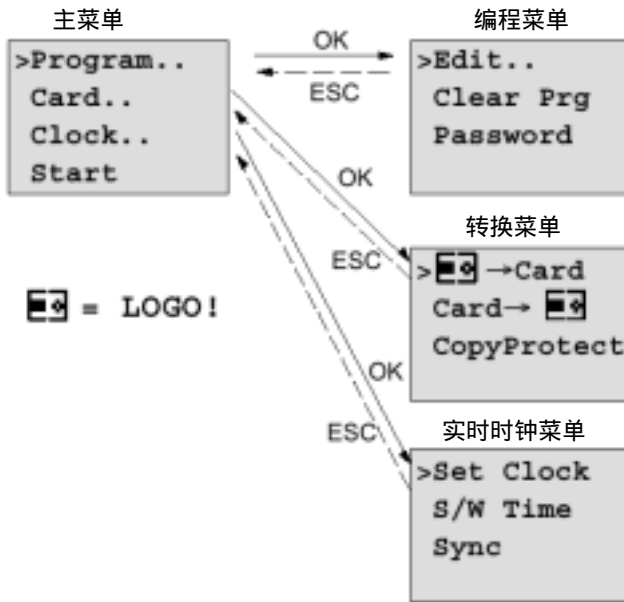 主菜单
>Program..
Card..
Clock..
Start
OK
ESC
编程菜单
>Edit..
Clear Prg
Password
OK
ESC
转换菜单
>→Card
Card→
CopyProtect
= LOGO!
OK
ESC
实时时钟菜单
>Set Clock
S/W Time
Sync